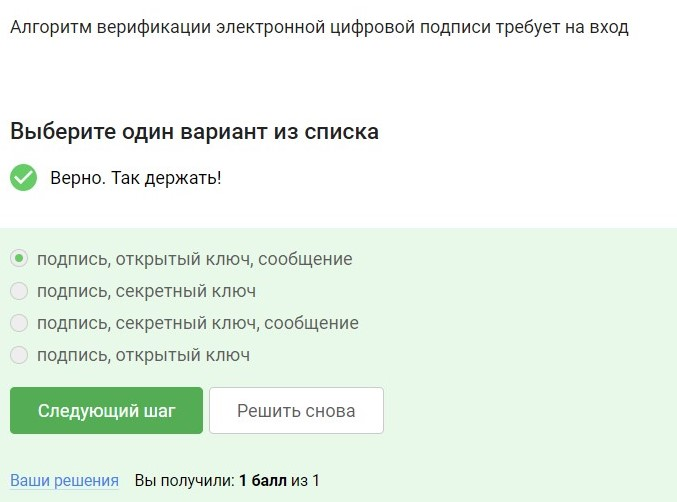 Алгоритм верификации электронной цифровой подписи требует на вход
Выберите один вариант из списка
Верно. Так держать!
подпись, открытый ключ, сообщение
подпись, секретный ключ
подпись, секретный ключ, сообщение
подпись, открытый ключ
Следующий шаг Решить снова
Ваши решения Вы получили: 1 балл из 1